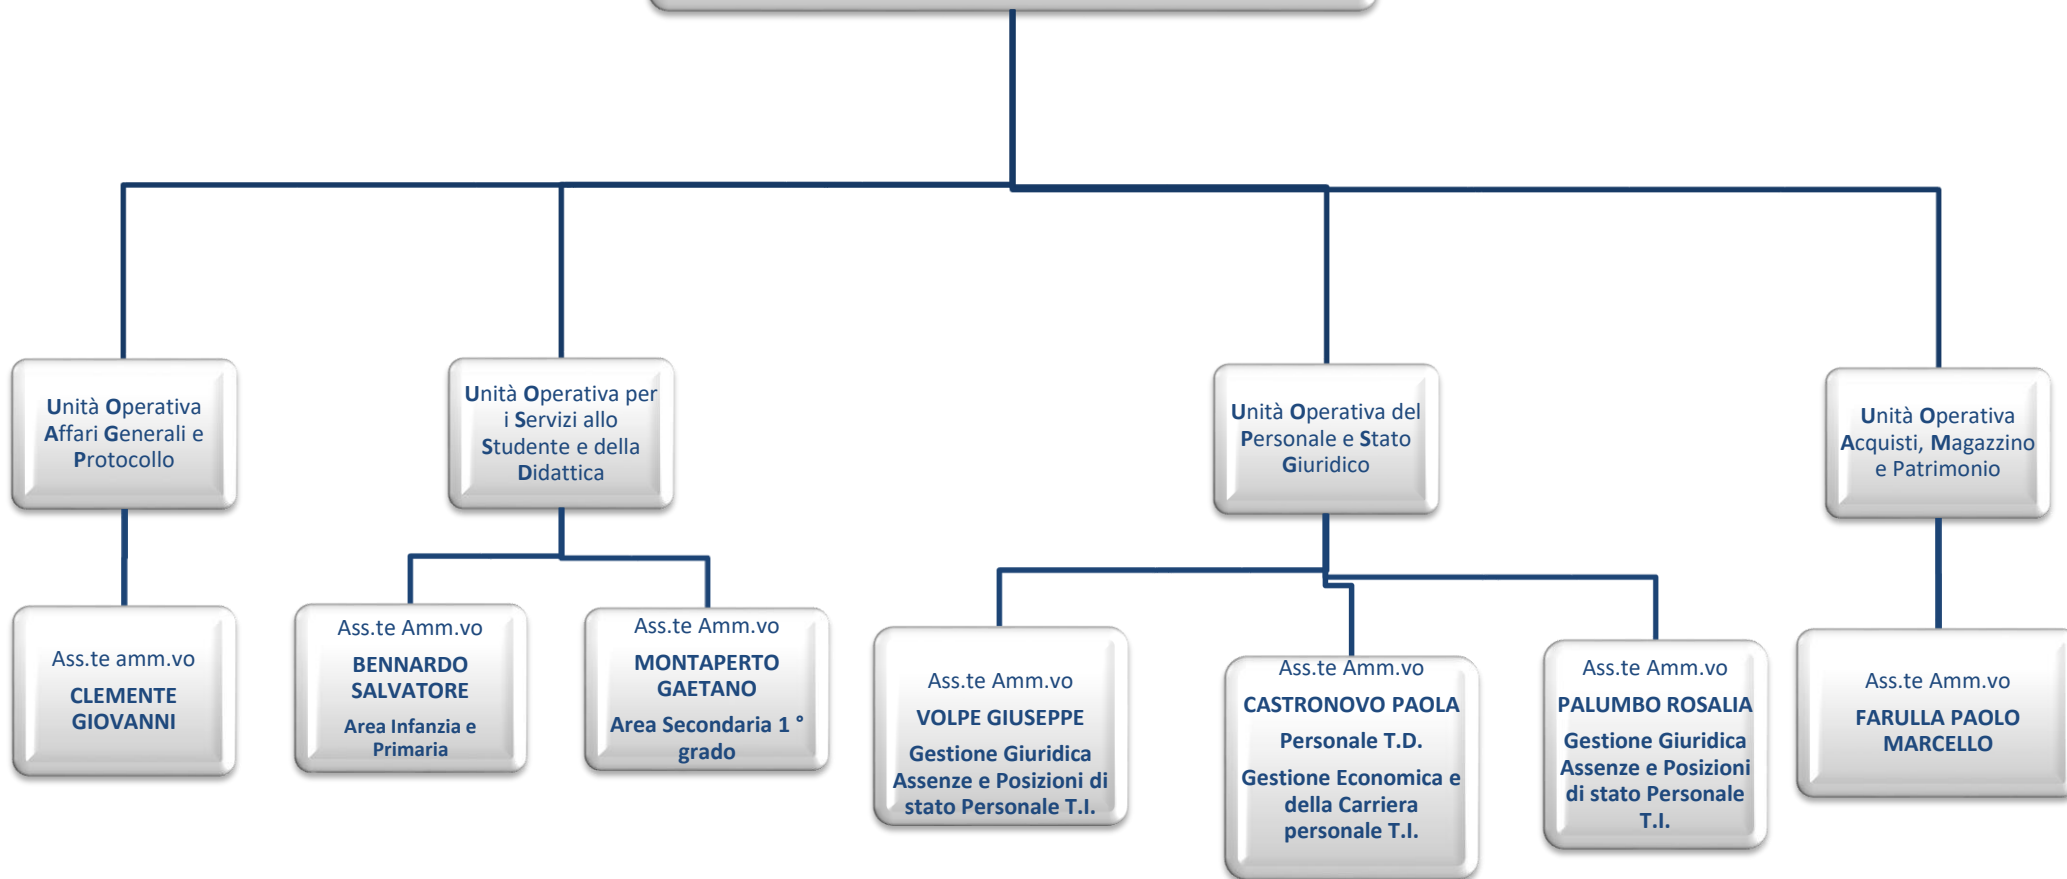 Unità Operativa
Affari Generali e
Protocollo
Unità Operativa per
i Servizi allo
Studente e della
Didattica
Unità Operativa del
Personale e Stato
Giuridico
Unità Operativa
Acquisti, Magazzino
e Patrimonio
Ass.te amm.vo
CLEMENTE
GIOVANNI
Ass.te Amm.vo
BENNARDO
SALVATORE
Area Infanzia e
Primaria
Ass.te Amm.vo
MONTAPERTO
GAETANO
Area Secondaria 1 °
grado
Ass.te Amm.vo
VOLPE GIUSEPPE
Gestione Giuridica
Assenze e Posizioni di
stato Personale T.I.
Ass.te Amm.vo
CASTRONOVO PAOLA
Personale T.D.
Gestione Economica e
della Carriera
personale T.I.
Ass.te Amm.vo
PALUMBO ROSALIA
Gestione Giuridica
Assenze e Posizioni
di stato Personale
T.I.
Ass.te Amm.vo
FARULLA PAOLO
MARCELLO